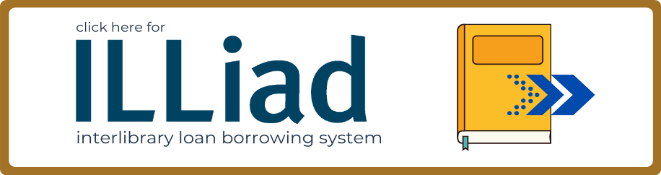 click here for
ILLiad
interlibrary loan borrowing system